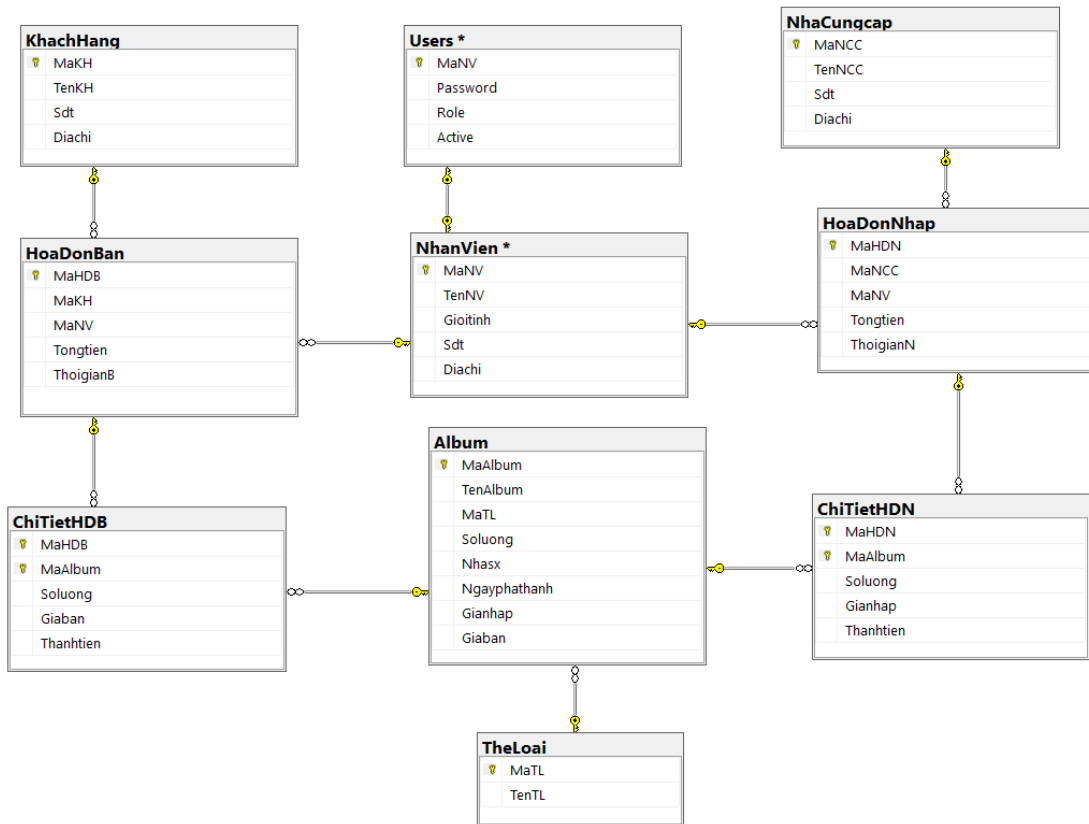 KhachHang
MaKH
TenKH
Sdt
Diachi
Users *
MaNV
Password
Role
Active
NhaCungcap
MaNCC
TenNCC
Sdt
Diachi
HoaDonBan
MaHDB
MaKH
MaNV
Tongtien
ThoigianB
NhanVien *
MaNV
TenNV
Gioitinh
Sdt
Diachi
HoaDonNhap
MaHDN
MaNCC
MaNV
Tongtien
ThoigianN
ChiTietHDB
MaHDB
MaAlbum
Soluong
Giaban
Thanhtien
Album
MaAlbum
TenAlbum
MaTL
Soluong
Nhasx
Ngayphathanh
Gianhap
Giaban
ChiTietHDN
MaHDN
MaAlbum
Soluong
Gianhap
Thanhtien
TheLoai
MaTL
TenTL